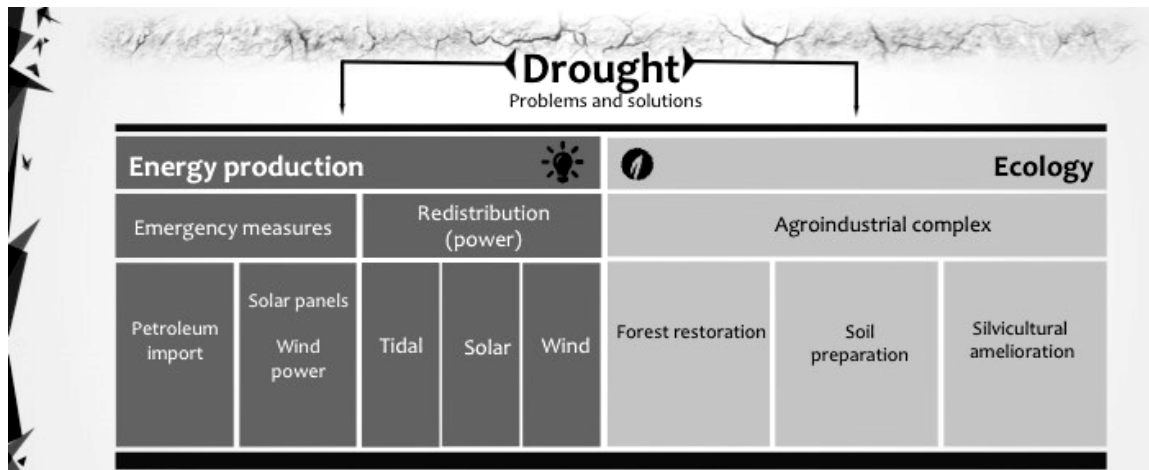 Drought
Problems and solutions
Energy production
Ecology
Emergency measures
Redistribution
(power)
Agroindustrial complex
Petroleum
import
Solar panels
Wind
power
Tidal
Solar
Wind
Forest restoration
Soil
preparation
Silvicultural
amelioration